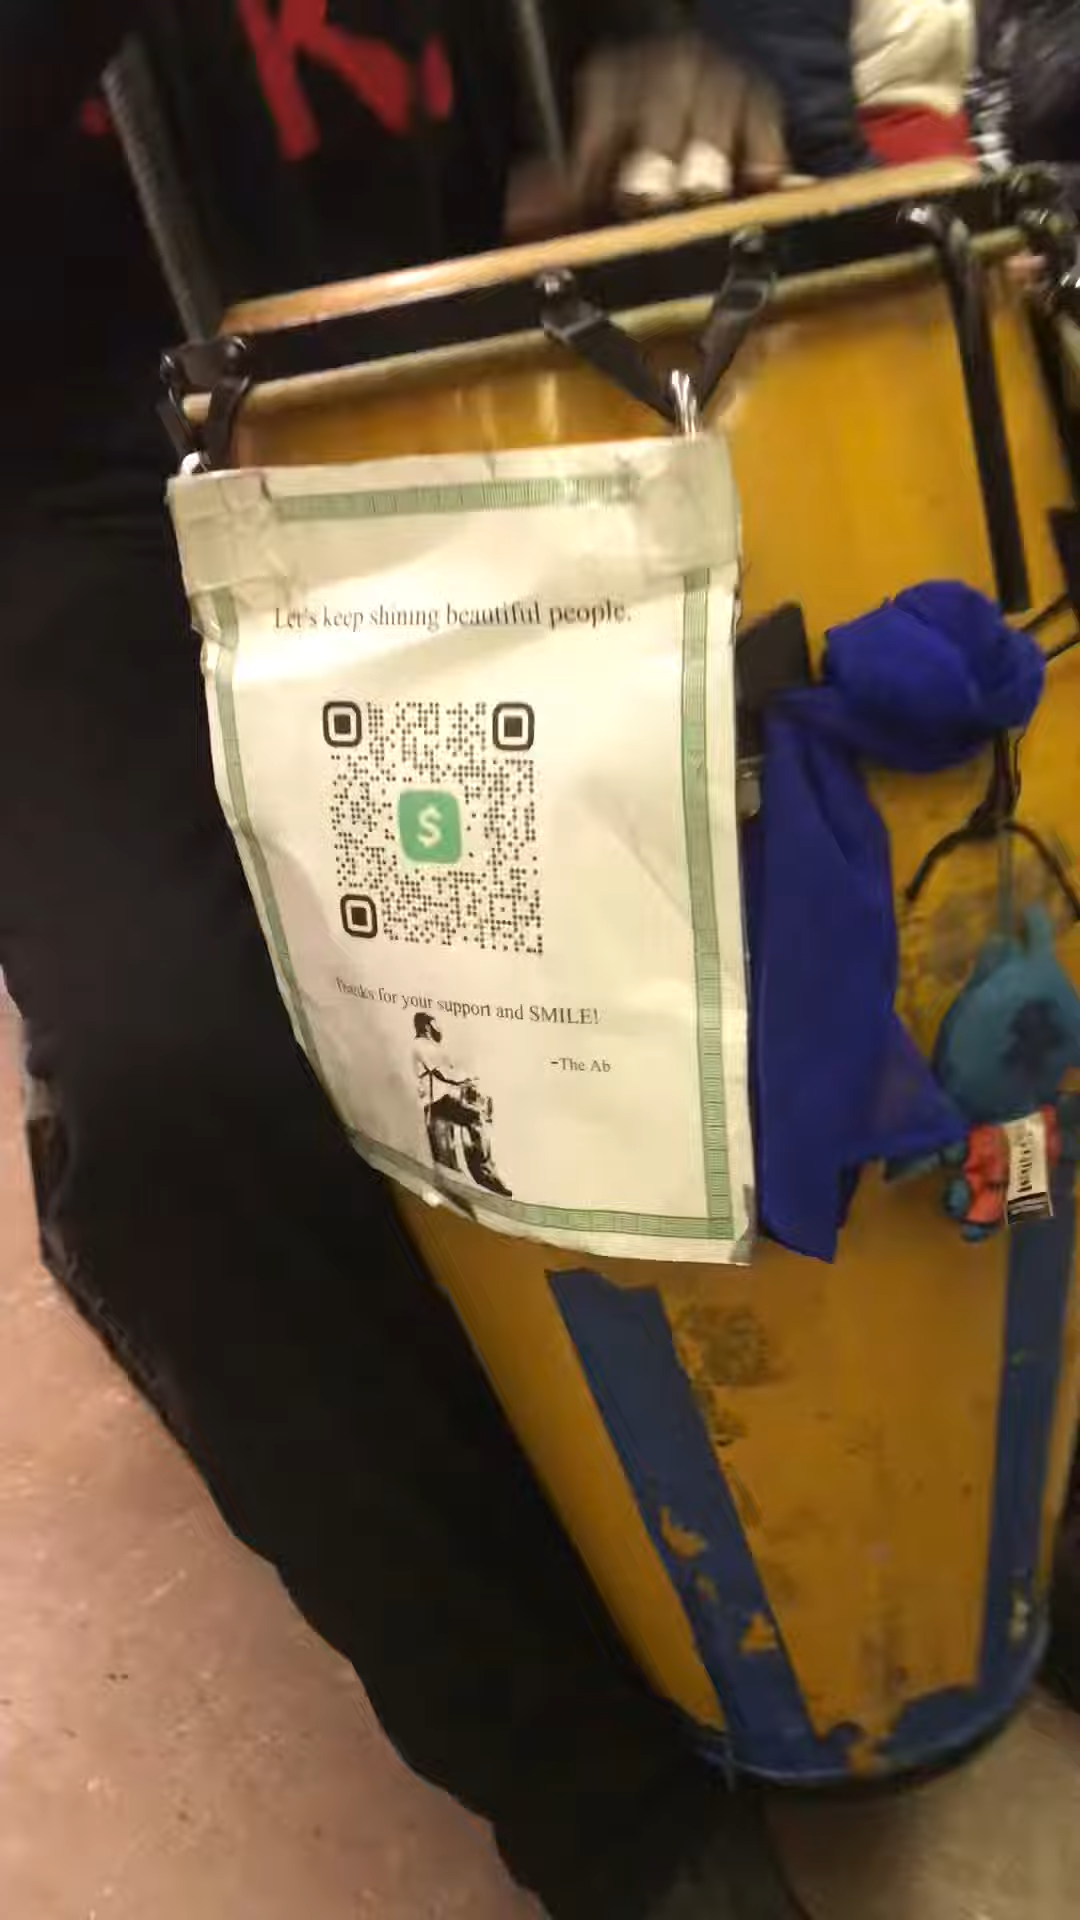 K.
Let's keep shining beautiful people.
$
Thanks for your support and SMILE!
-The Ab